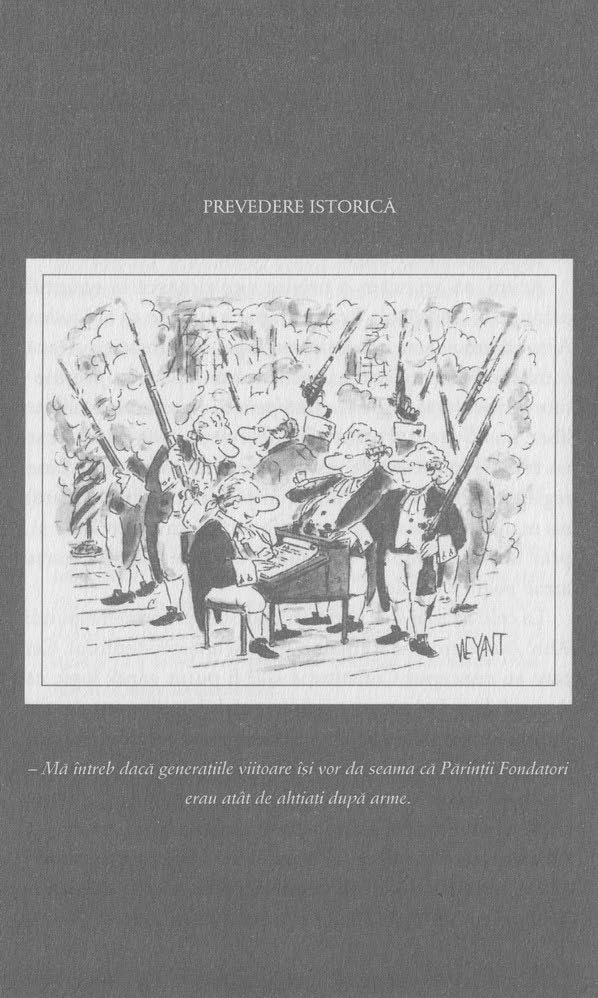 PREVEDERE ISTORICĂ
WEYANT
– Mă întreb dacă generațiile viitoare își vor da seama că Părinții Fondatori
erau atât de ahtiați după arme.